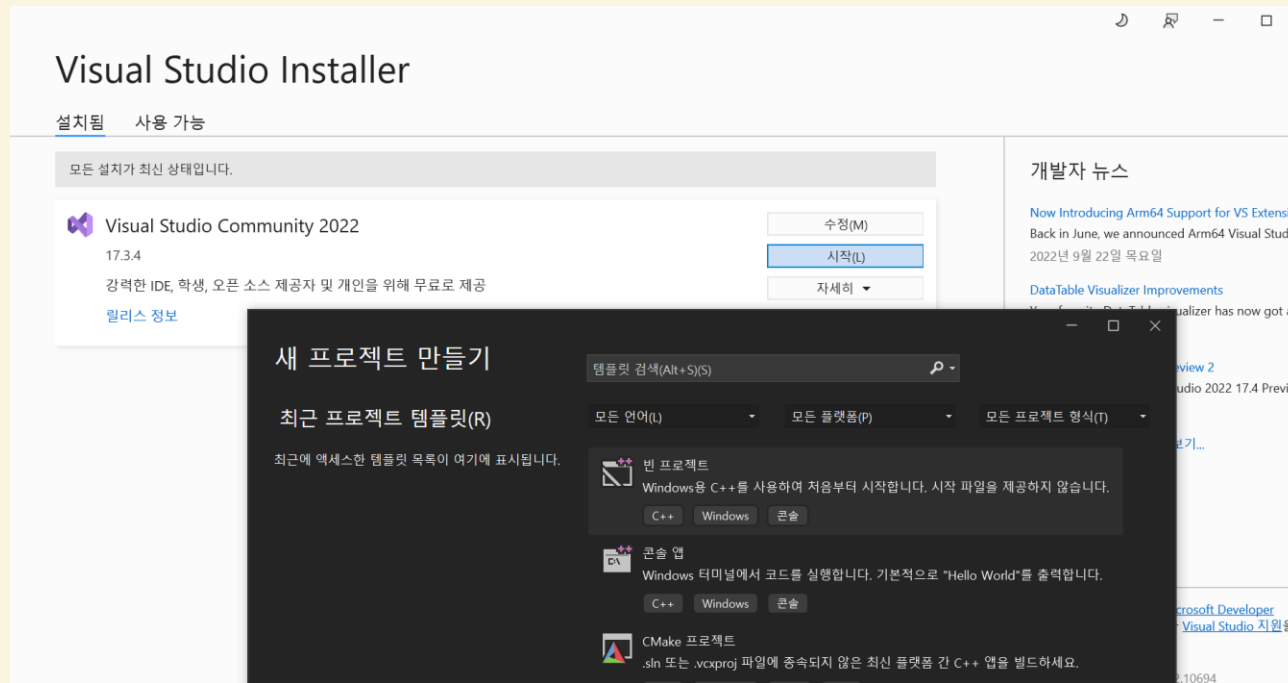 Visual Studio Installer
설치됨 사용 가능
모든 설치가 최신 상태입니다.
Visual Studio Community 2022
17.3.4
강력한 IDE, 학생, 오픈 소스 제공자 및 개인을 위해 무료로 제공
릴리스 정보
수정(M)
시작(L)
자세히
개발자 뉴스
Now Introducing Arm64 Support for VS
Back in June, we announced Arm64 Visual
2022년 9월 22일 목요일
DataTable Visualizer Improvements
has now got
2
2022 17.4
새 프로젝트 만들기
최근 프로젝트 템플릿(R)
최근에 액세스한 템플릿 목록이 여기에 표시됩니다.
템플릿 검색(Alt+S)(S)
모든 언어(L) 모든 플랫폼(P) 모든 프로젝트 형식(T)
빈 프로젝트
Windows용 C++를 사용하여 처음부터 시작합니다. 시작 파일을 제공하지 않습니다.
C++ Windows 콘솔
콘솔 앱
Windows 터미널에서 코드를 실행합니다. 기본적으로 "Hello World"를 출력합니다.
C++ Windows 콘솔
CMake 프로젝트
.sln 또는 .vcxproj 파일에 종속되지 않은 최신 플랫폼 간 C++ 앱을 빌드하세요.
Developer
Visual Studio 지원을